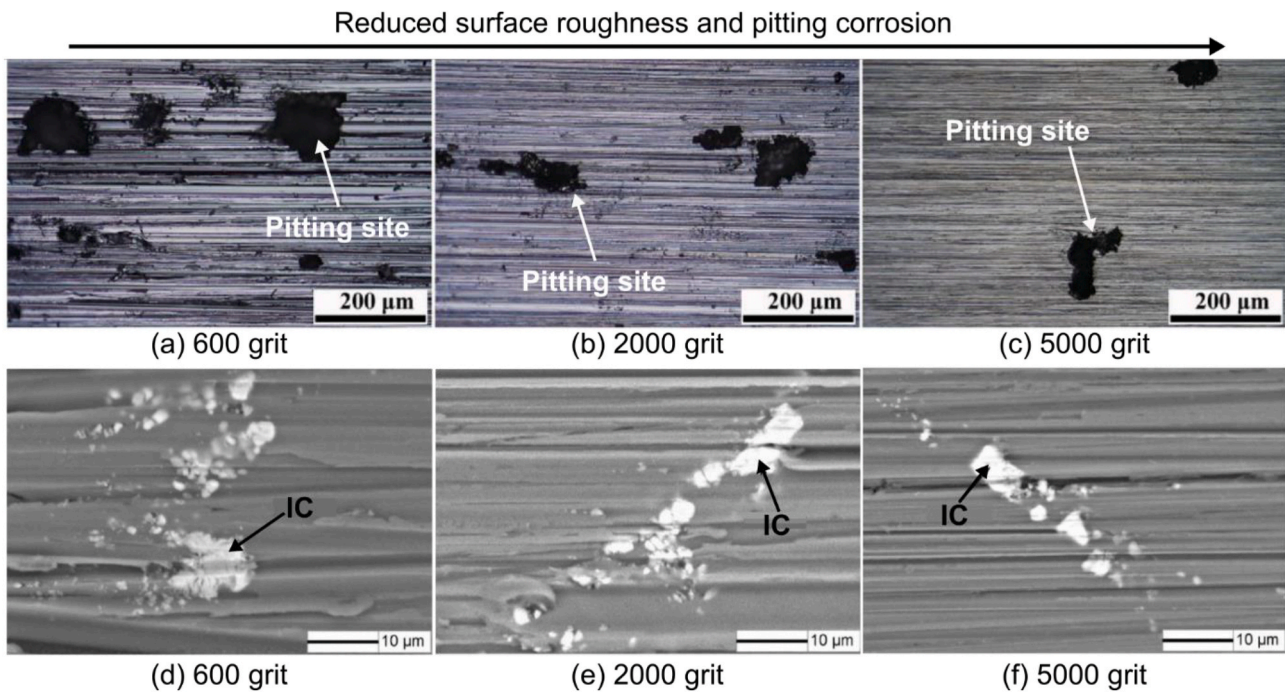 Reduced surface roughness and pitting corrosion
Pitting site
200 µm
(a) 600 grit
Pitting site
200 µm
(b) 2000 grit
Pitting site
200 µm
(c) 5000 grit
IC
10 µm
(d) 600 grit
IC
10 µm
(e) 2000 grit
IC
10 µm
(f) 5000 grit